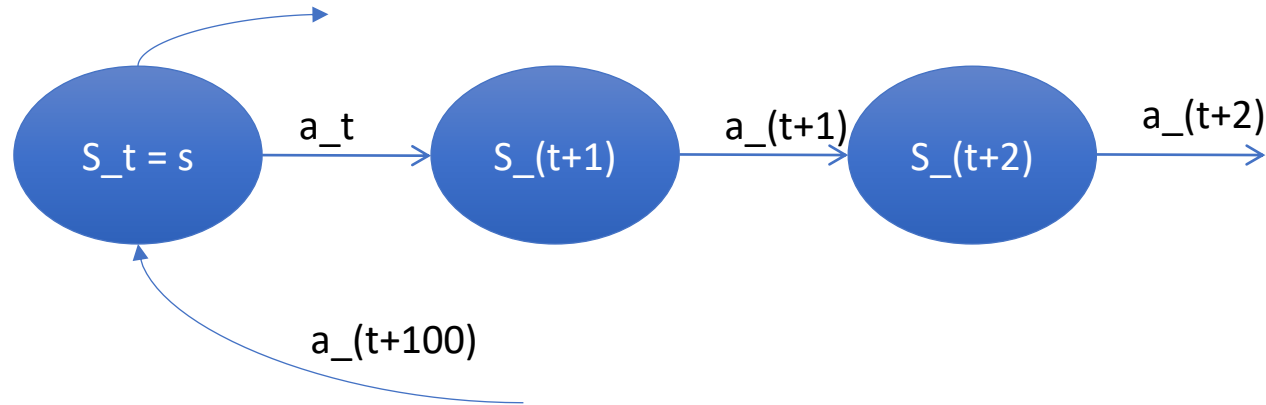 S_t = s
a_t
S_(t+1)
a_(t+1)
S_(t+2)
a_(t+2)
a_(t+100)